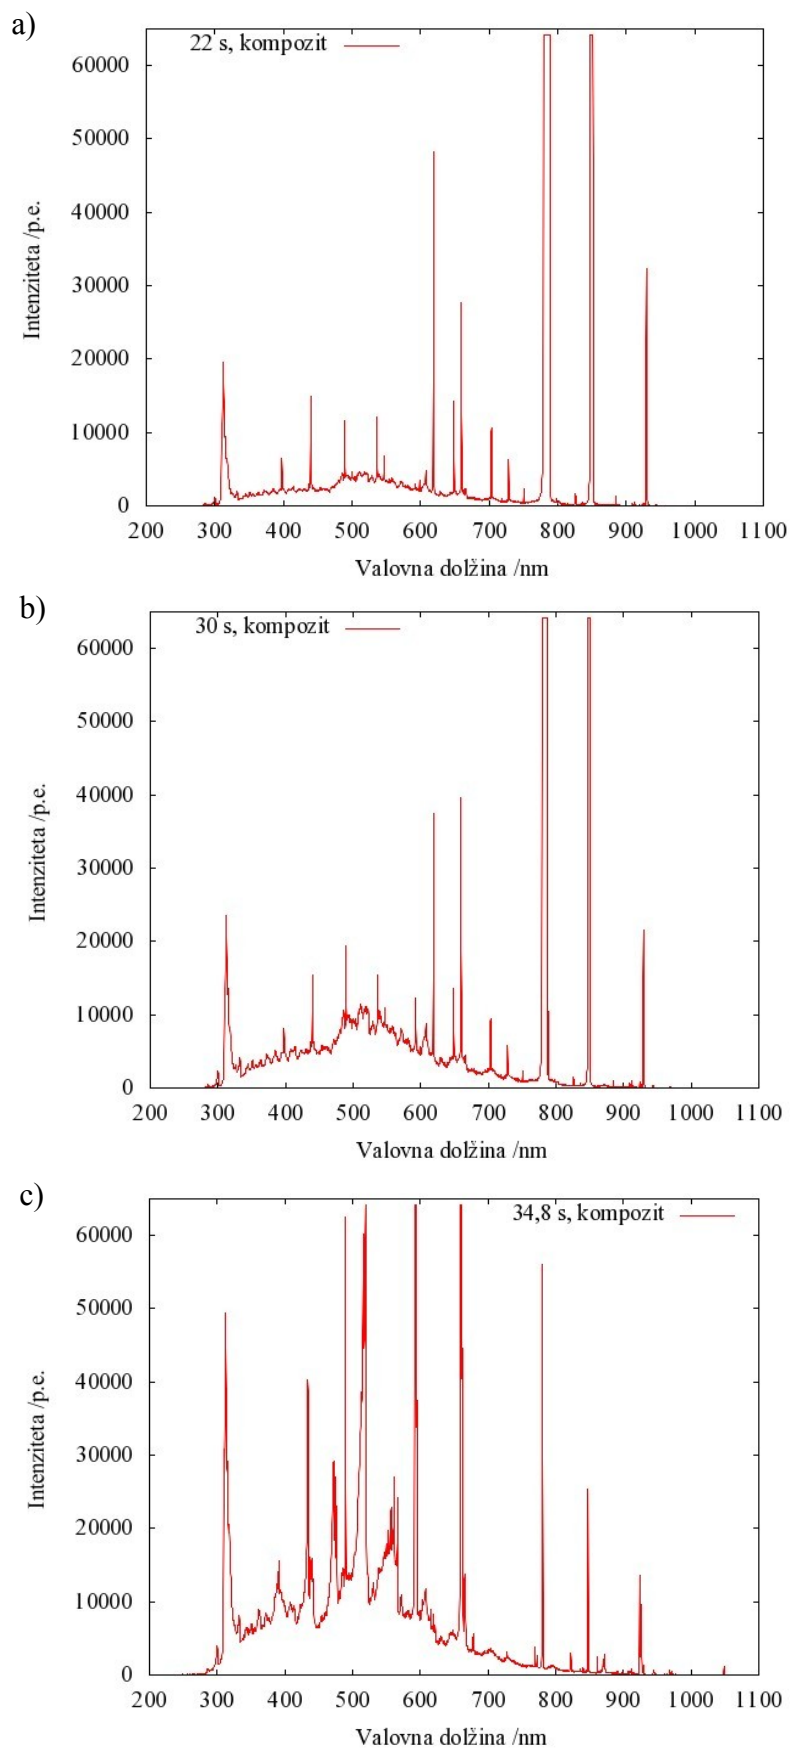 a)
22 s, kompozit
60000
50000
40000
30000
20000
10000
0
Intenziteta /p.e.
200 300 400 500 600 700 800 900 1000 1100
Valovna dolžina /nm
b)
30 s, kompozit
60000
50000
40000
30000
20000
10000
0
Intenziteta /p.e.
200 300 400 500 600 700 800 900 1000 1100
Valovna dolžina /nm
c)
34,8 s, kompozit
60000
50000
40000
30000
20000
10000
0
Intenziteta /p.e.
200 300 400 500 600 700 800 900 1000 1100
Valovna dolžina /nm